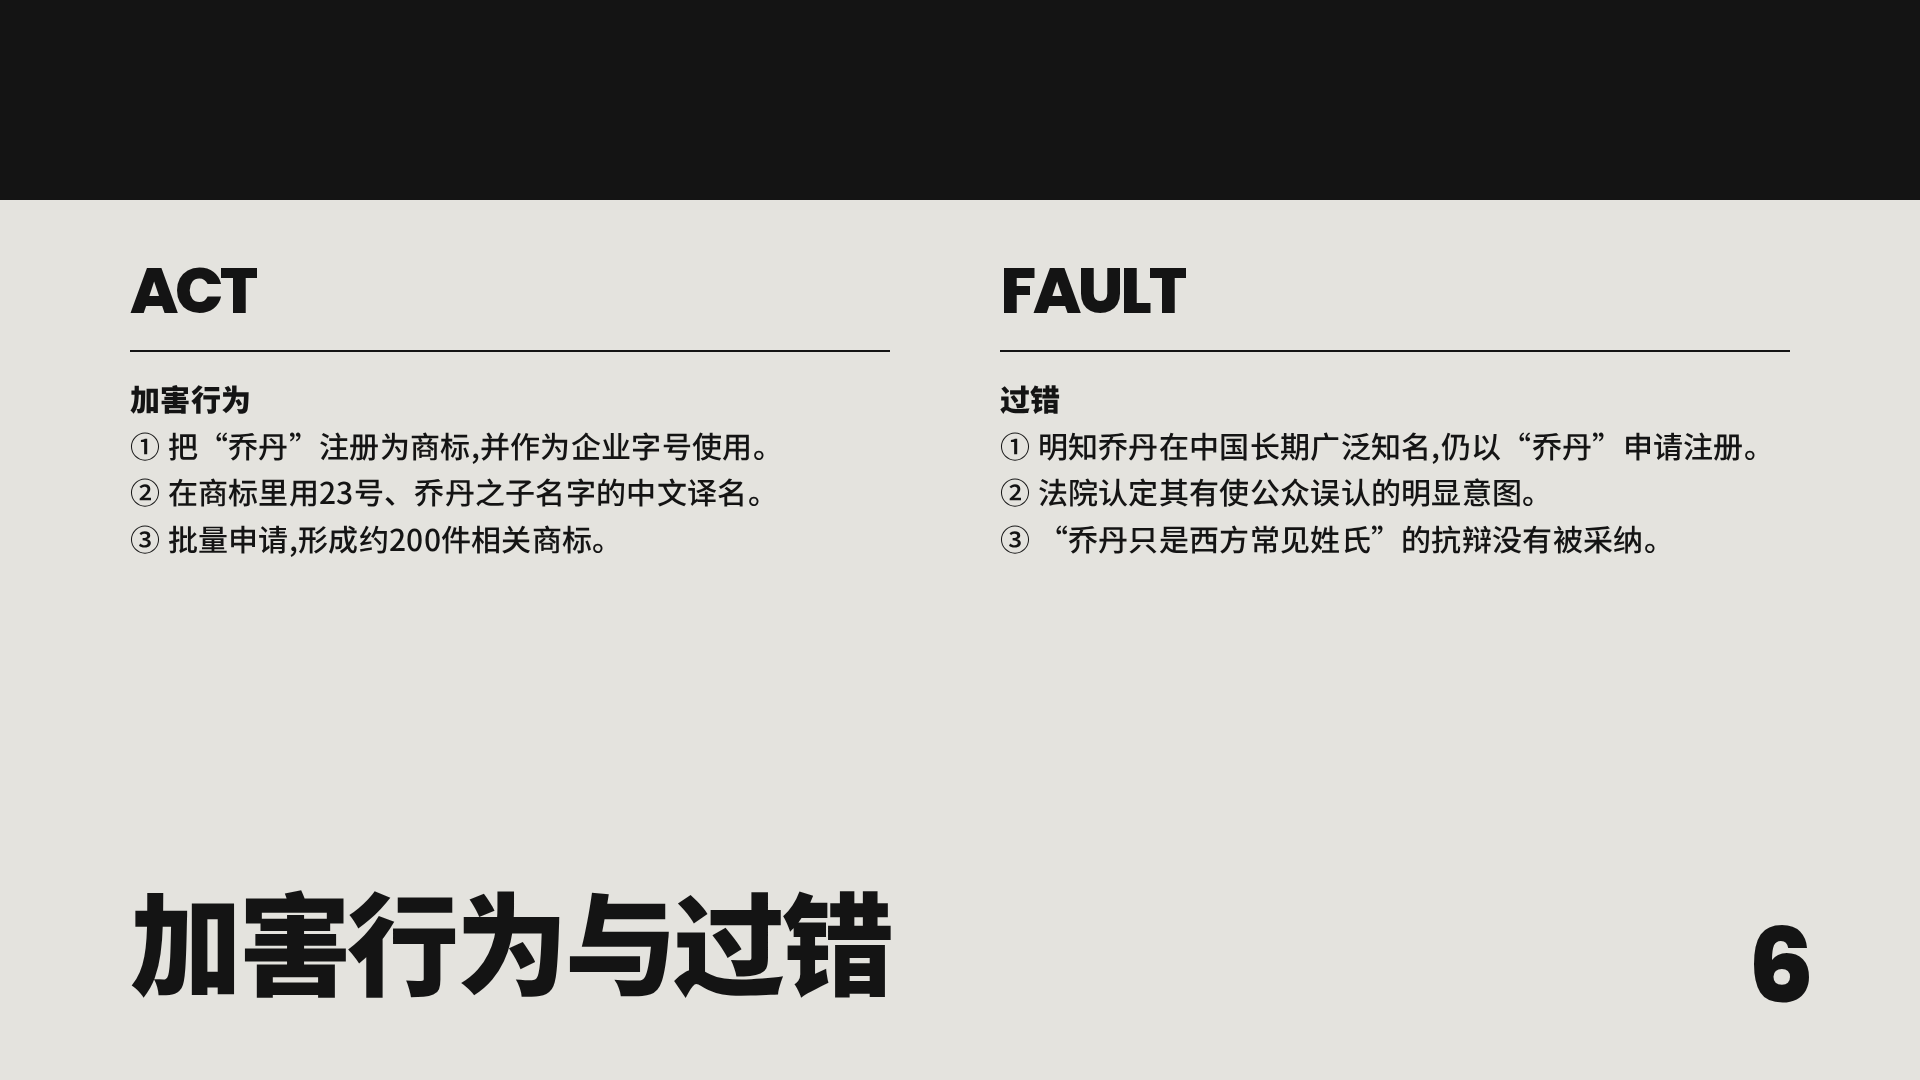 ACT
加害行为
① 把“乔丹”注册为商标,并作为企业字号使用。
② 在商标里用23号、乔丹之子名字的中文译名。
③ 批量申请,形成约200件相关商标。
FAULT
过错
① 明知乔丹在中国长期广泛知名,仍以“乔丹”申请注册。
② 法院认定其有使公众误认的明显意图。
③ “乔丹只是西方常见姓氏”的抗辩没有被采纳。
加害行为与过错
6